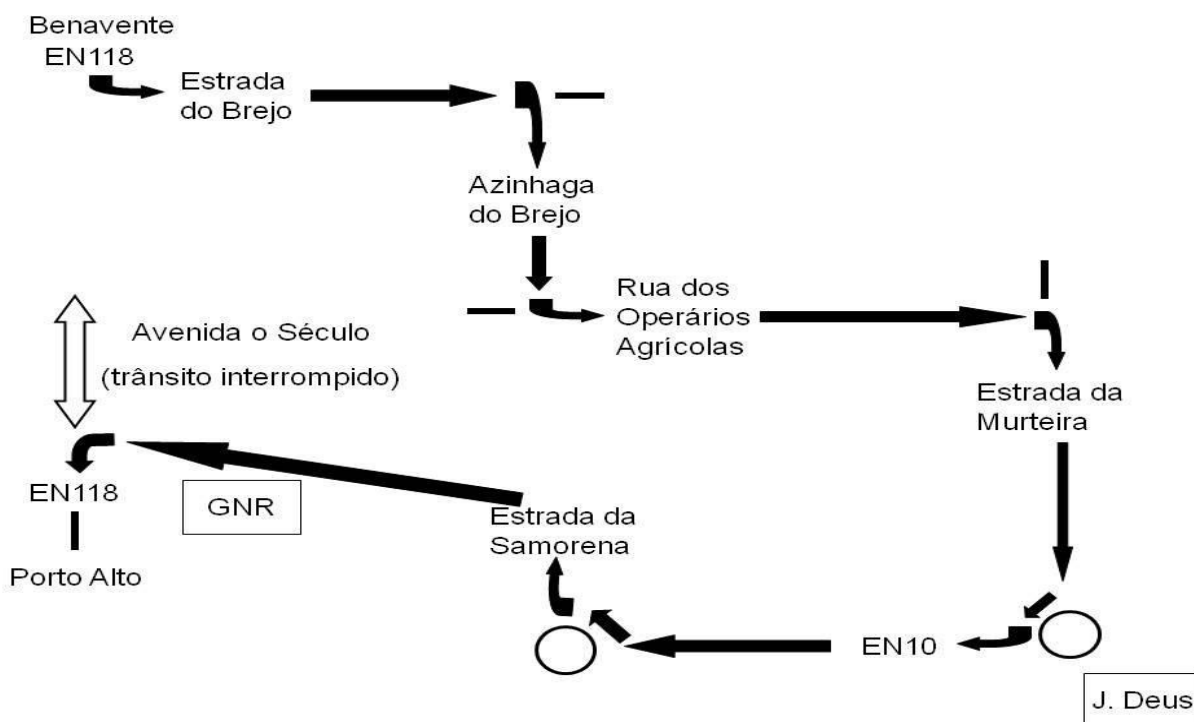 Benavente
EN118
Estrada
do Brejo
Azinhaga
do Brejo
Rua dos
Operários
Agrícolas
Avenida o Século
(trânsito interrompido)
Estrada da
Murteira
EN118
GNR
Estrada da
Samorena
Porto Alto
EN10
J. Deus